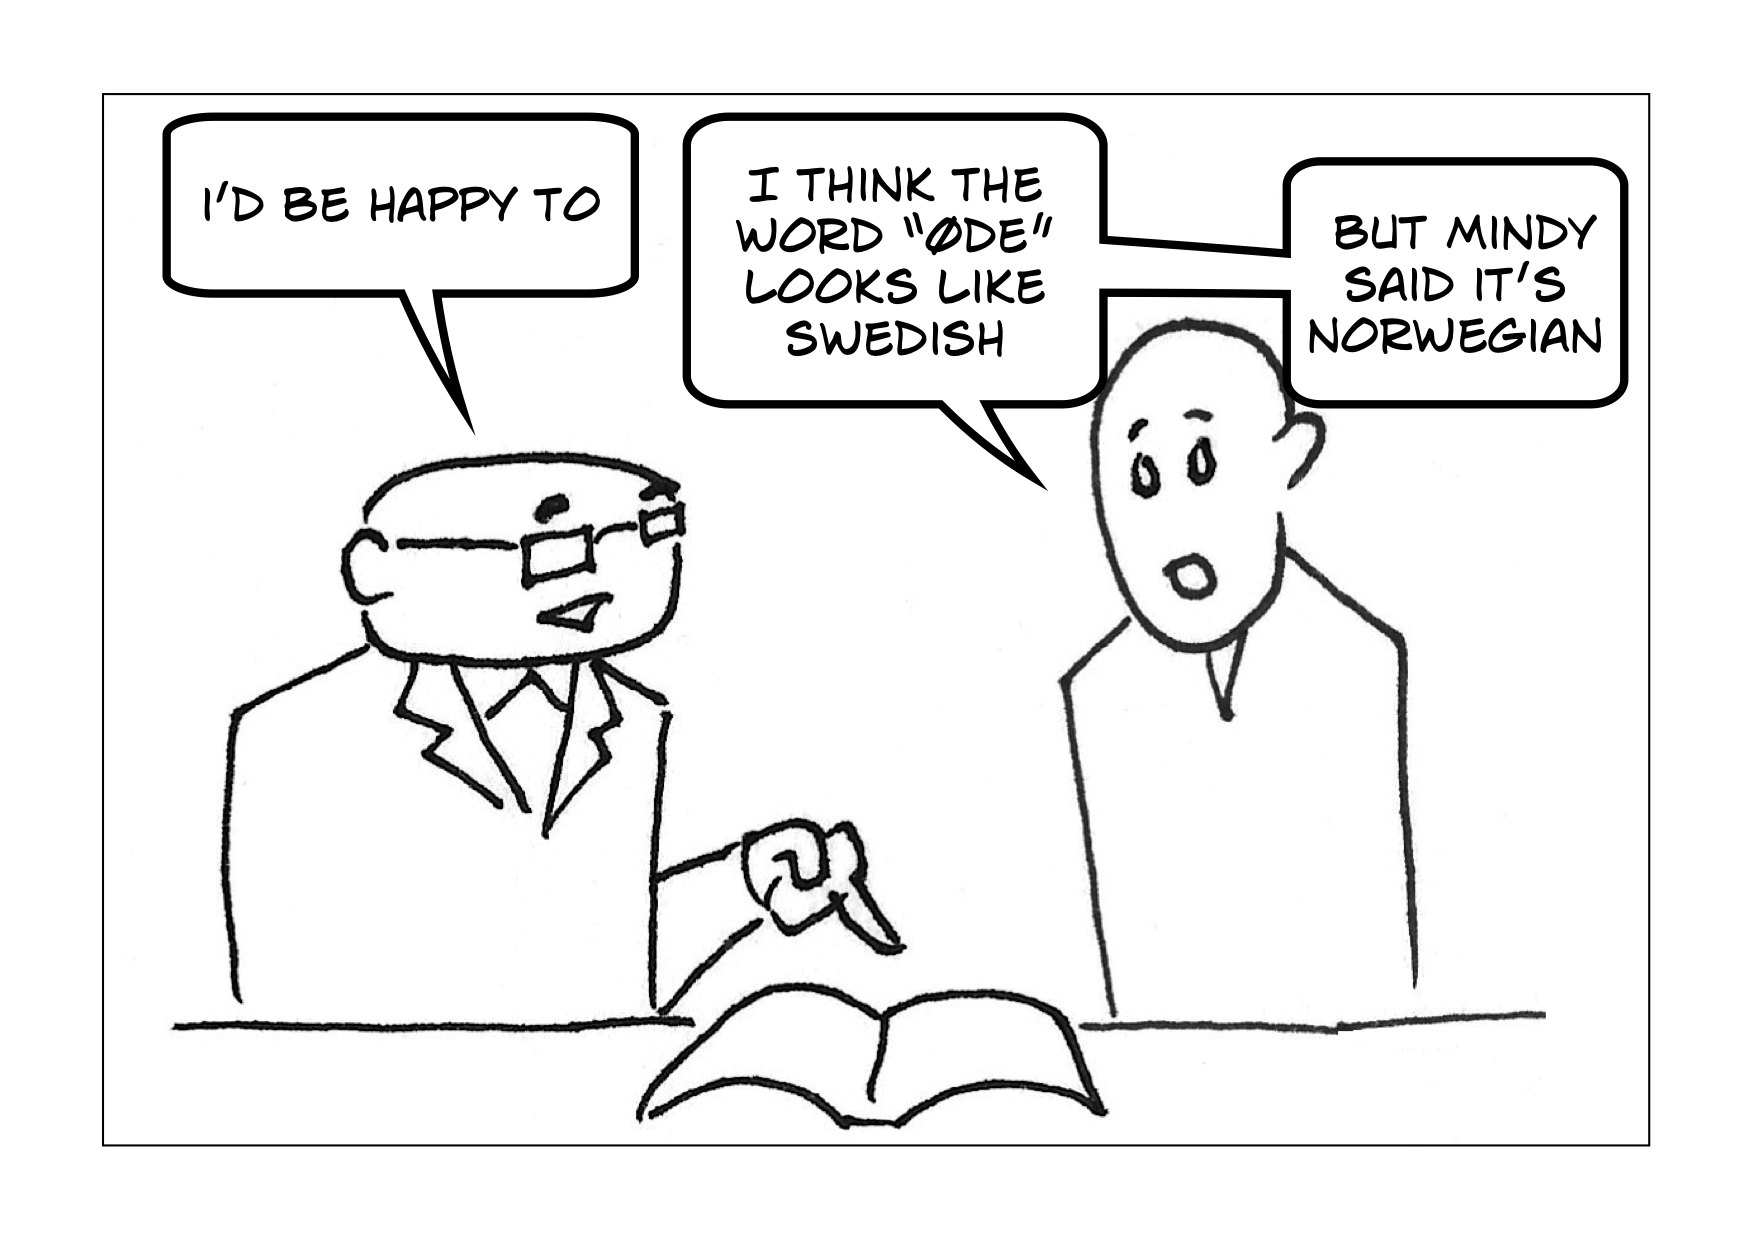 I'D BE HAPPY TO
I THINK THE
WORD "ØDE"
LOOKS LIKE
SWEDISH
BUT MINDY
SAID IT'S
NORWEGIAN